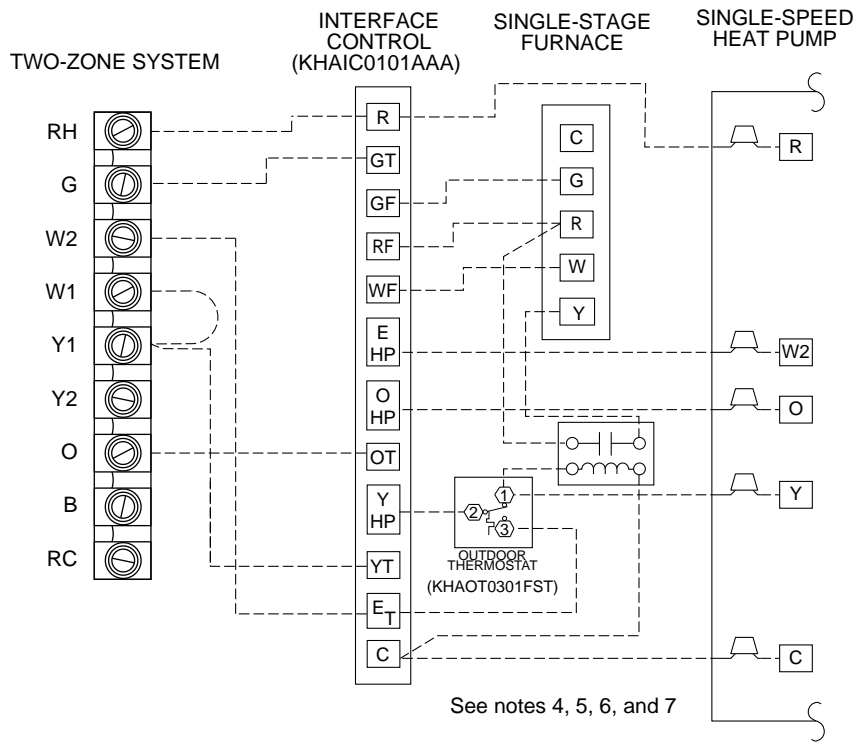 TWO-ZONE SYSTEM
INTERFACE
CONTROL
(KHAIC0101AAA)
SINGLE-STAGE
FURNACE
SINGLE-SPEED
HEAT PUMP
RH
G
W2
W1
Y1
Y2
O
B
RC
R
GT
GF
RF
WF
E
HP
O
HP
OT
Y
HP
YT
ET
C
C
G
R
W
Y
1
2
3
OUTDOOR
THERMOSTAT
(KHAOT0301FST)
R
W2
O
Y
C
See notes 4, 5, 6, and 7